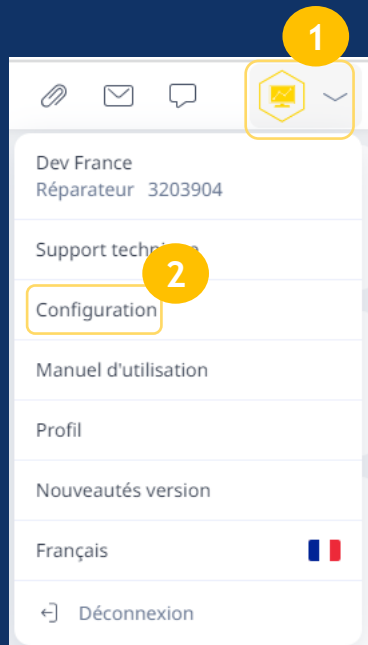 1
Dev France
Réparateur 3203904
Support technique
2
Configuration
Manuel d'utilisation
Profil
Nouveautés version
Français
Déconnexion